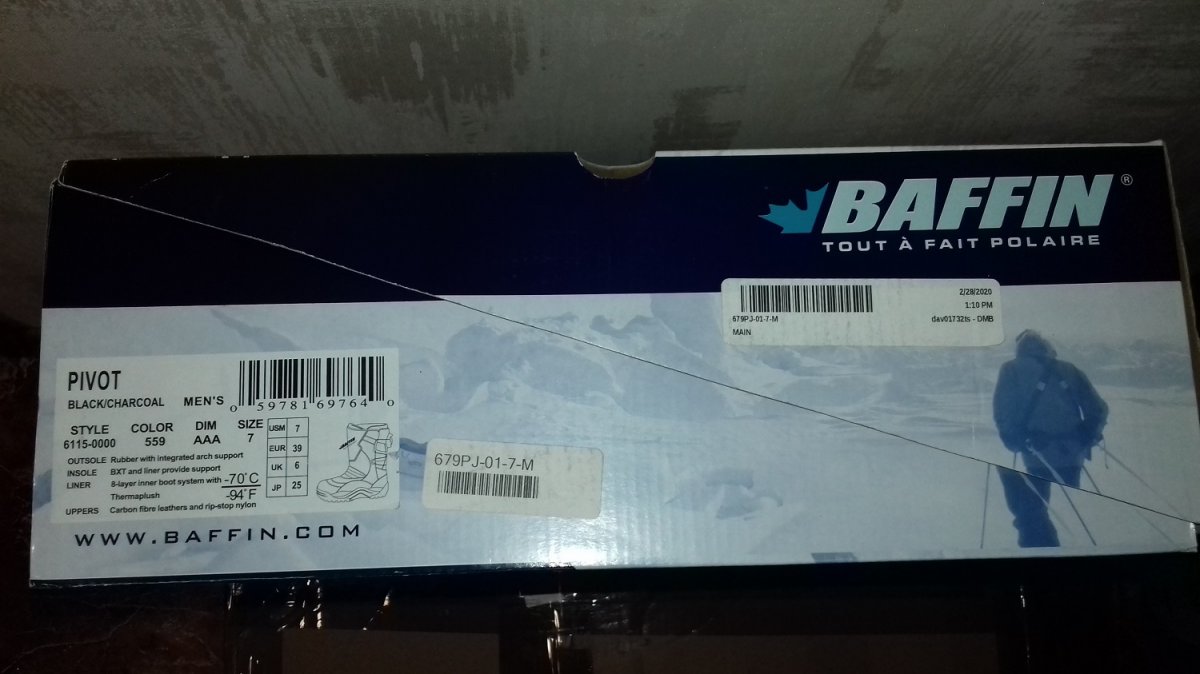 BAFFIN®
TOUT À FAIT POLAIRE
2/28/2020
1:10 PM
679PJ-01-7-M dav01732ts - DMB
MAIN
PIVOT
BLACK/CHARCOAL MEN'S
0 59781 69764 0
STYLE COLOR DIM SIZE
6115-0000 559 AAA 7
USM 7
EUR 39
UK 6
JP 25
OUTSOLE Rubber with integrated arch support
INSOLE BXT and liner provide support
LINER 8-layer inner boot system with Thermaplush
-70°C
-94°F
UPPERS Carbon fibre leathers and rip-stop nylon
679PJ-01-7-M
WWW.BAFFIN.COM